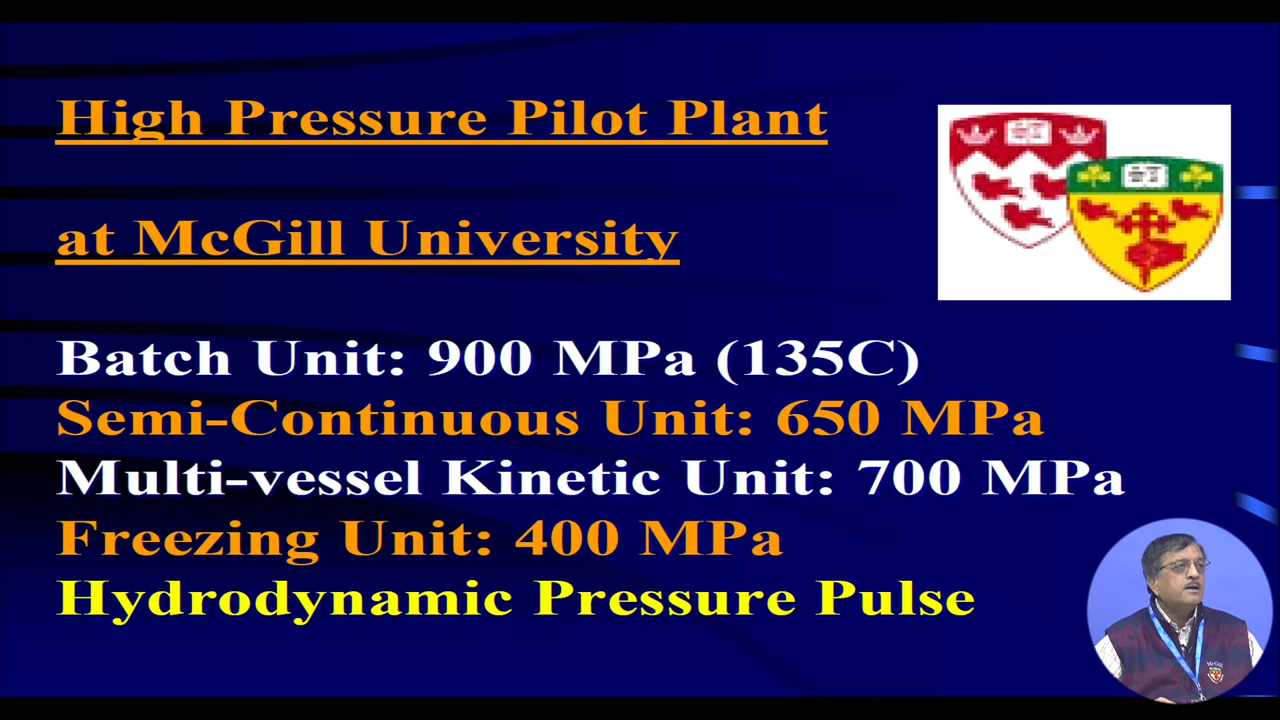 High Pressure Pilot Plant
at McGill University
Batch Unit: 900 MPa (135C)
Semi-Continuous Unit: 650 MPa
Multi-vessel Kinetic Unit: 700 MPa
Freezing Unit: 400 MPa
Hydrodynamic Pressure Pulse
McGill